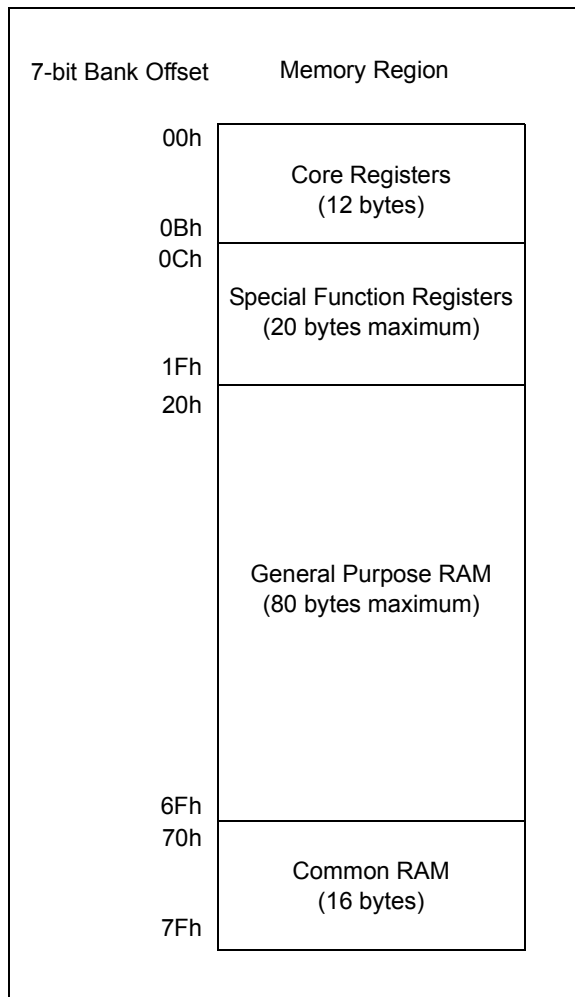 7-bit Bank Offset Memory Region
00h
Core Registers
(12 bytes)
0Bh
0Ch
Special Function Registers
(20 bytes maximum)
1Fh
20h
General Purpose RAM
(80 bytes maximum)
6Fh
70h
Common RAM
(16 bytes)
7Fh